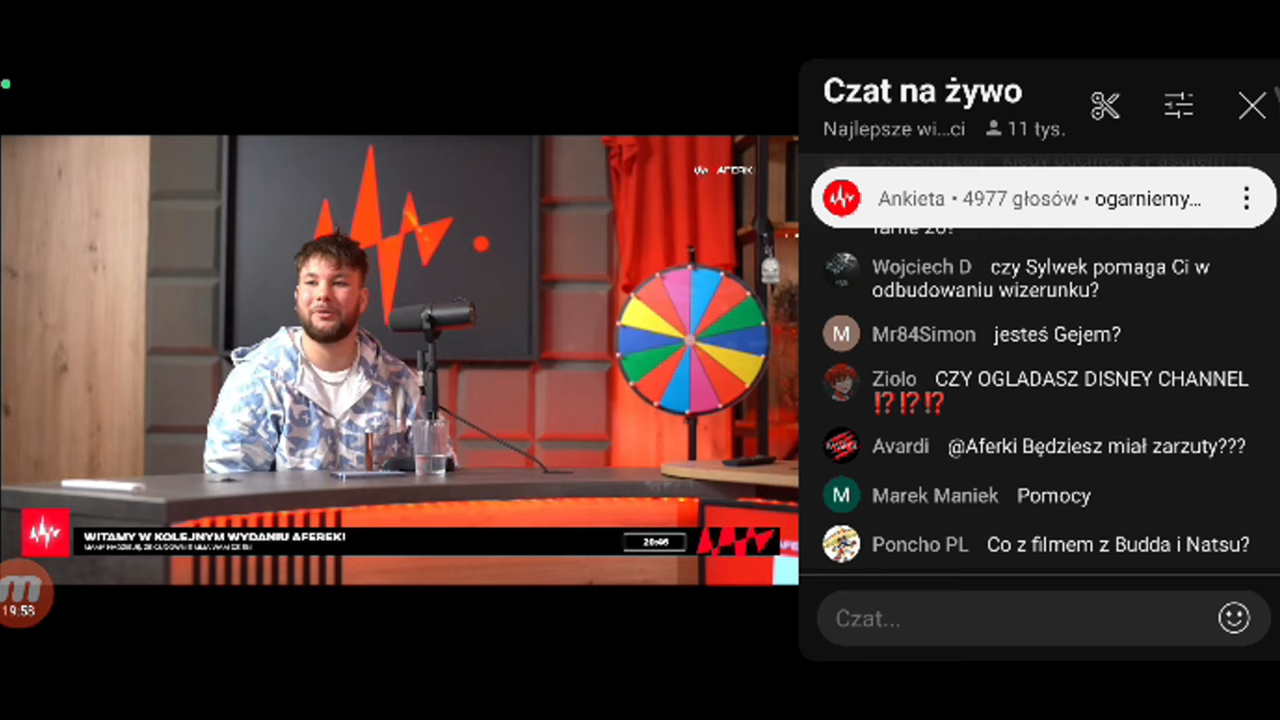 Czat na żywo
Najlepsze wi...ci 11 tys.
AFERKI
Ankieta • 4977 głosów • ogarniemy...
Wojciech D czy Sylwek pomaga Ci w
odbudowaniu wizerunku?
M Mr84Simon jesteś Gejem?
Ziolo CZY OGLADASZ DISNEY CHANNEL
⁉️⁉️⁉️
Avardi @Aferki Będziesz miał zarzuty???
M Marek Maniek Pomocy
Poncho PL Co z filmem z Budda i Natsu?
WITAMY W KOLEJNYM WYDANIU AFEREK!
20:46
19:58
Czat...